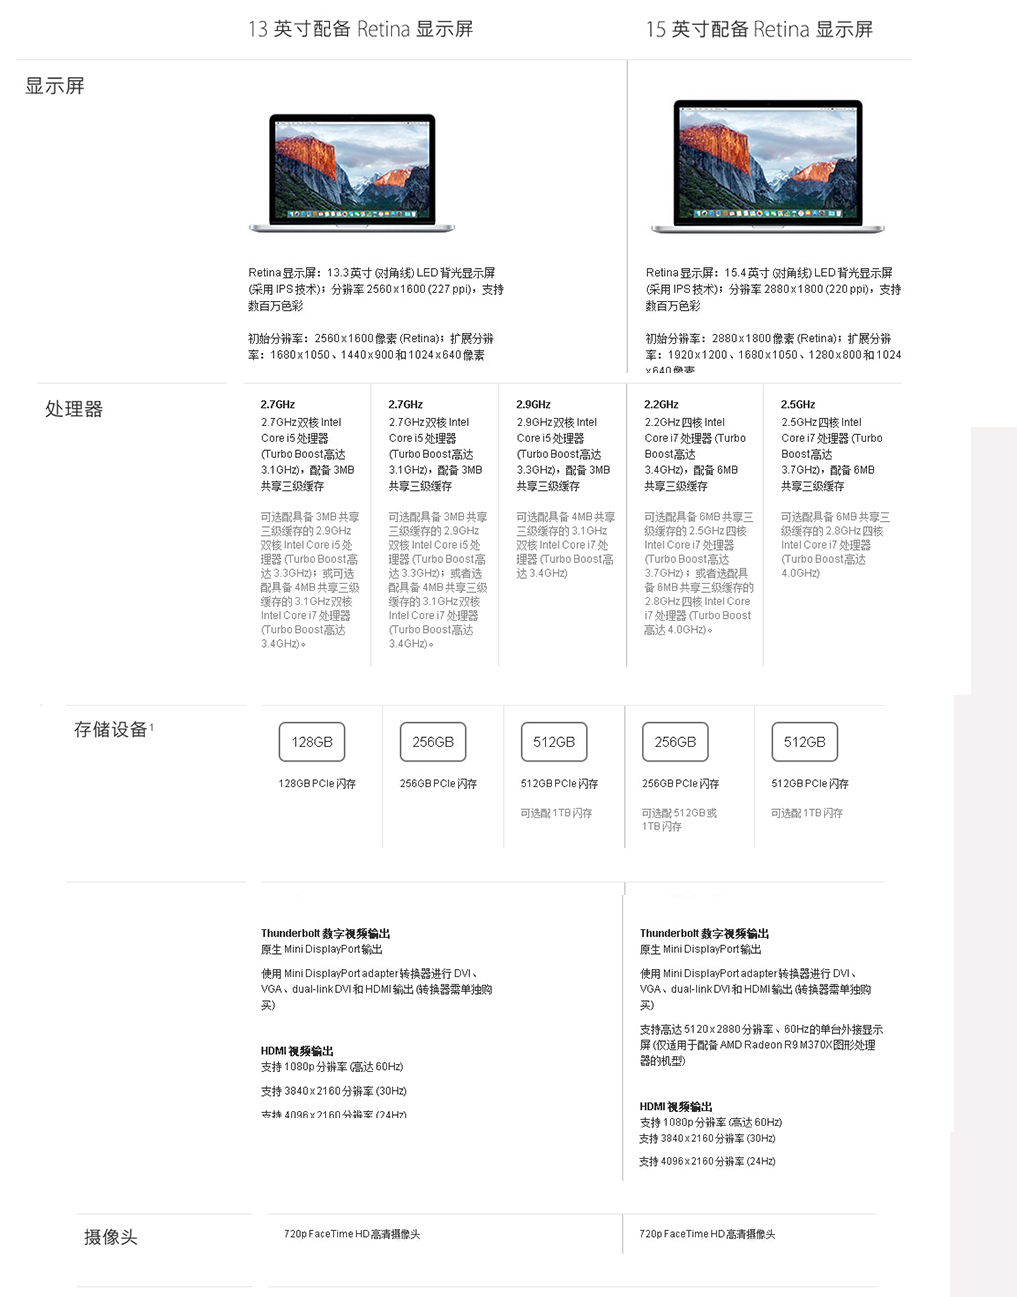 13 英寸配备 Retina 显示屏
15 英寸配备 Retina 显示屏
显示屏
Retina 显示屏：13.3 英寸 (对角线) LED 背光显示屏
(采用 IPS 技术)；分辨率 2560 x 1600 (227 ppi)，支持
数百万色彩
初始分辨率：2560 x 1600 像素 (Retina)；扩展分辨
率：1680 x 1050、1440 x 900 和 1024 x 640 像素
Retina 显示屏：15.4 英寸 (对角线) LED 背光显示屏
(采用 IPS 技术)；分辨率 2880 x 1800 (220 ppi)，支持
数百万色彩
初始分辨率：2880 x 1800 像素 (Retina)；扩展分辨
率：1920 x 1200、1680 x 1050、1280 x 800 和 1024
x 640 像素
处理器
2.7GHz
2.7GHz 双核 Intel
Core i5 处理器
(Turbo Boost 高达
3.1GHz)，配备 3MB
共享三级缓存
可选配具备 3MB 共享
三级缓存的 2.9GHz
双核 Intel Core i5 处
理器 (Turbo Boost 高
达 3.3GHz)；或可选
配具备 4MB 共享三级
缓存的 3.1GHz 双核
Intel Core i7 处理器
(Turbo Boost 高达
3.4GHz)。
2.7GHz
2.7GHz 双核 Intel
Core i5 处理器
(Turbo Boost 高达
3.1GHz)，配备 3MB
共享三级缓存
可选配具备 3MB 共享
三级缓存的 2.9GHz
双核 Intel Core i5 处
理器 (Turbo Boost 高
达 3.3GHz)；或者选
配具备 4MB 共享三级
缓存的 3.1GHz 双核
Intel Core i7 处理器
(Turbo Boost 高达
3.4GHz)。
2.9GHz
2.9GHz 双核 Intel
Core i5 处理器
(Turbo Boost 高达
3.3GHz)，配备 3MB
共享三级缓存
可选配具备 4MB 共享
三级缓存的 3.1GHz
双核 Intel Core i7 处
理器 (Turbo Boost 高
达 3.4GHz)
2.2GHz
2.2GHz 四核 Intel
Core i7 处理器 (Turbo
Boost 高达
3.4GHz)，配备 6MB
共享三级缓存
可选配具备 6MB 共享三
级缓存的 2.5GHz 四核
Intel Core i7 处理器
(Turbo Boost 高达
3.7GHz)；或者选配具
备 6MB 共享三级缓存的
2.8GHz 四核 Intel Core
i7 处理器 (Turbo Boost
高达 4.0GHz)。
2.5GHz
2.5GHz 四核 Intel
Core i7 处理器 (Turbo
Boost 高达
3.7GHz)，配备 6MB
共享三级缓存
可选配具备 6MB 共享三
级缓存的 2.8GHz 四核
Intel Core i7 处理器
(Turbo Boost 高达
4.0GHz)
存储设备1
128GB
128GB PCIe 闪存
256GB
256GB PCIe 闪存
512GB
512GB PCIe 闪存
可选配 1TB 闪存
256GB
256GB PCIe 闪存
可选配 512GB 或
1TB 闪存
512GB
512GB PCIe 闪存
可选配 1TB 闪存
Thunderbolt 数字视频输出
原生 Mini DisplayPort 输出
使用 Mini DisplayPort adapter 转换器进行 DVI、
VGA、dual-link DVI 和 HDMI 输出 (转换器需单独购
买)
HDMI 视频输出
支持 1080p 分辨率 (高达 60Hz)
支持 3840 x 2160 分辨率 (30Hz)
支持 4096 x 2160 分辨率 (24Hz)
Thunderbolt 数字视频输出
原生 Mini DisplayPort 输出
使用 Mini DisplayPort adapter 转换器进行 DVI、
VGA、dual-link DVI 和 HDMI 输出 (转换器需单独购
买)
支持高达 5120 x 2880 分辨率、60Hz的单台外接显示
屏 (仅适用于配备 AMD Radeon R9 M370X 图形处理
器的机型)
HDMI 视频输出
支持 1080p 分辨率 (高达 60Hz)
支持 3840 x 2160 分辨率 (30Hz)
支持 4096 x 2160 分辨率 (24Hz)
摄像头
720p FaceTime HD 高清摄像头
720p FaceTime HD 高清摄像头